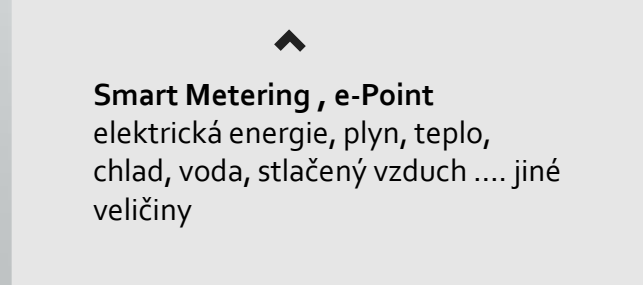 Smart Metering , e-Point
elektrická energie, plyn, teplo,
chlad, voda, stlačený vzduch .... jiné
veličiny